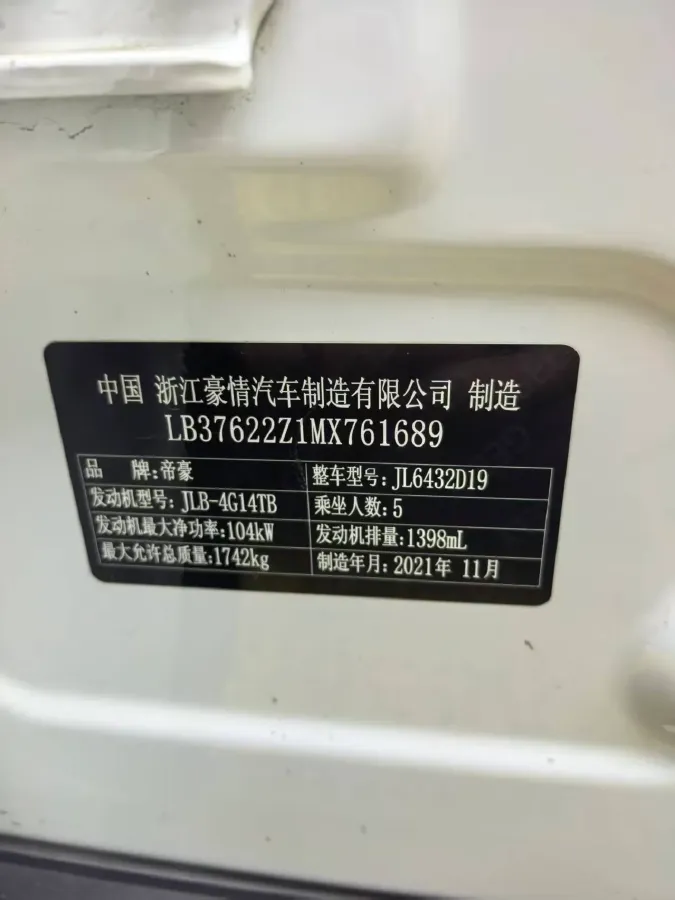 中国 浙江豪情汽车制造有限公司 制造
LB37622Z1MX761689
品 牌:帝豪 整车型号:JL6432D19
发动机型号:JLB-4G14TB 乘坐人数:5
发动机最大净功率:104kW 发动机排量:1398mL
最大允许总质量:1742kg 制造年月:2021年 11月